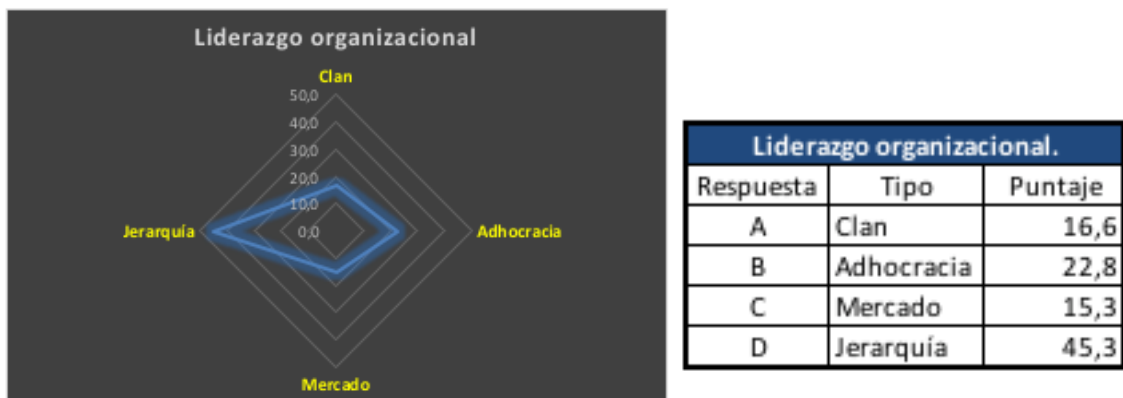 Liderazgo organizacional
Clan
50,0
40,0
30,0
20,0
10,0
0,0
Jerarquía
Adhocracia
Mercado
Liderazgo organizacional.
Respuesta Tipo Puntaje
A Clan 16,6
B Adhocracia 22,8
C Mercado 15,3
D Jerarquía 45,3